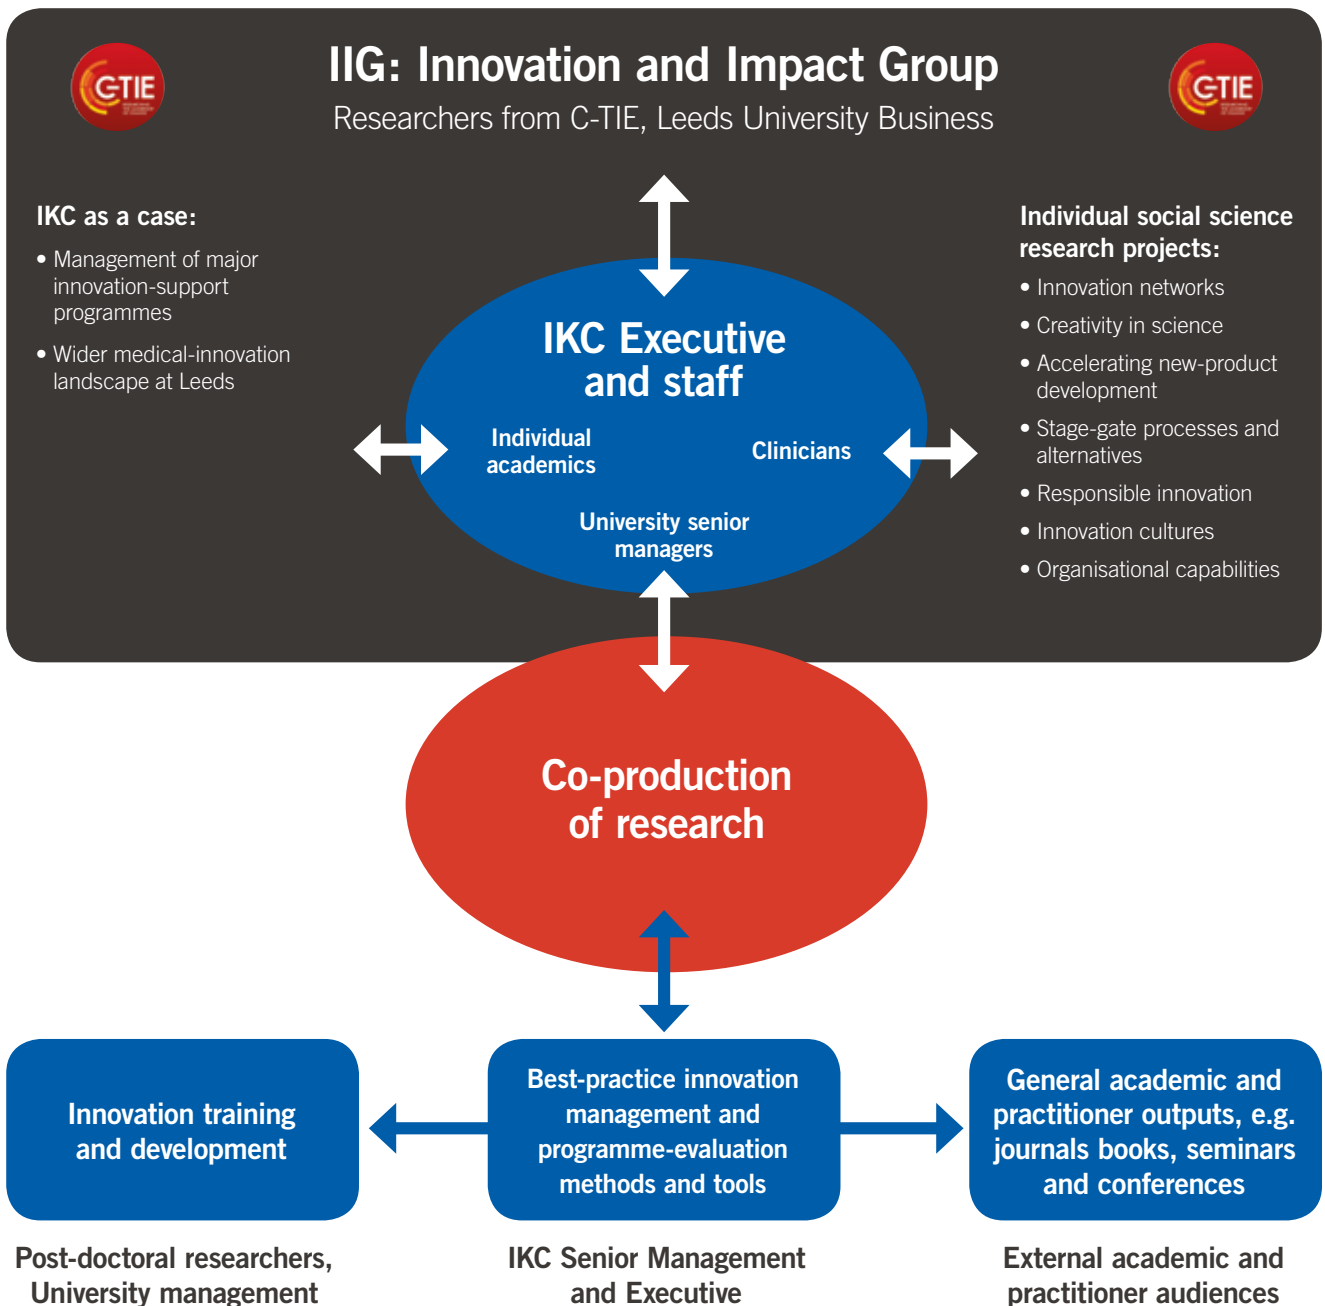 C-TIE
IIG: Innovation and Impact Group
Researchers from C-TIE, Leeds University Business
C-TIE
IKC as a case:
• Management of major
innovation-support
programmes
• Wider medical-innovation
landscape at Leeds
IKC Executive
and staff
Individual
academics
Clinicians
University senior
managers
Individual social science
research projects:
• Innovation networks
• Creativity in science
• Accelerating new-product
development
• Stage-gate processes and
alternatives
• Responsible innovation
• Innovation cultures
• Organisational capabilities
Co-production
of research
Innovation training
and development
Best-practice innovation
management and
programme-evaluation
methods and tools
General academic and
practitioner outputs, e.g.
journals books, seminars
and conferences
Post-doctoral researchers,
University management
IKC Senior Management
and Executive
External academic and
practitioner audiences